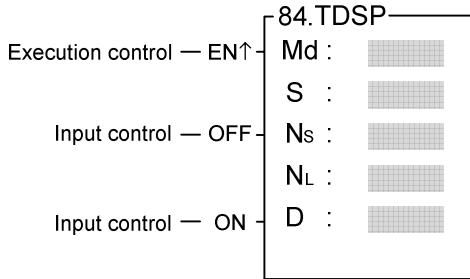 84.TDSP
Execution control — EN↑ Md :
S :
Input control — OFF Ns :
NL :
Input control — ON D :